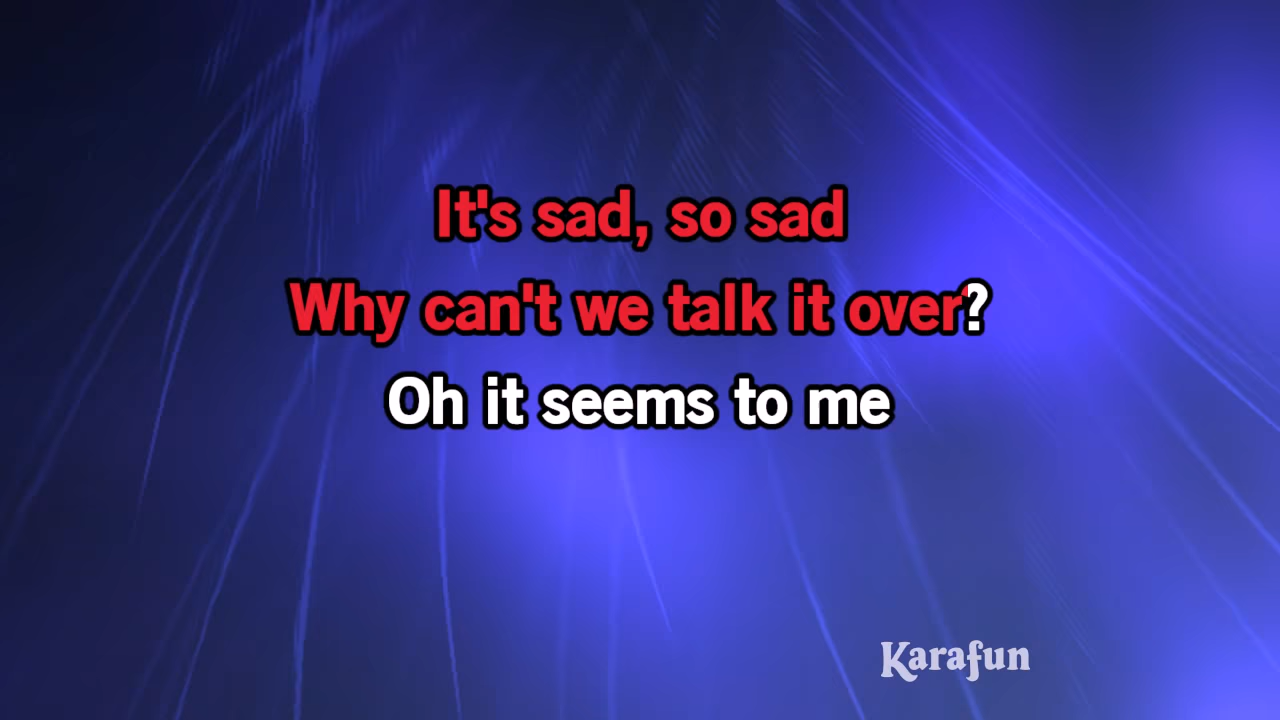 It's sad, so sad
Why can't we talk it over?
Oh it seems to me
Karafun